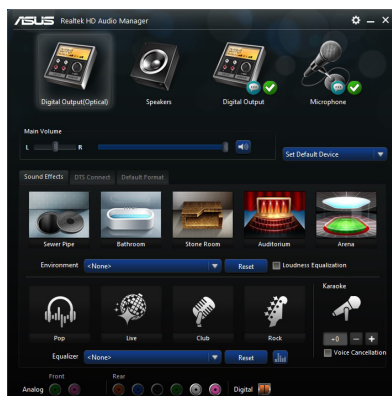 ASUS Realtek HD Audio Manager
Digital Output(Optical) Speakers Digital Output Microphone
Main Volume
L R
Set Default Device
Sound Effects DTS Connect Default Format
Sewer Pipe Bathroom Stone Room Auditorium Arena
Environment <None> Reset Loudness Equalization
Karaoke
Pop Live Club Rock
+0 − +
Equalizer <None> Reset Voice Cancellation
Front Rear
Analog Digital